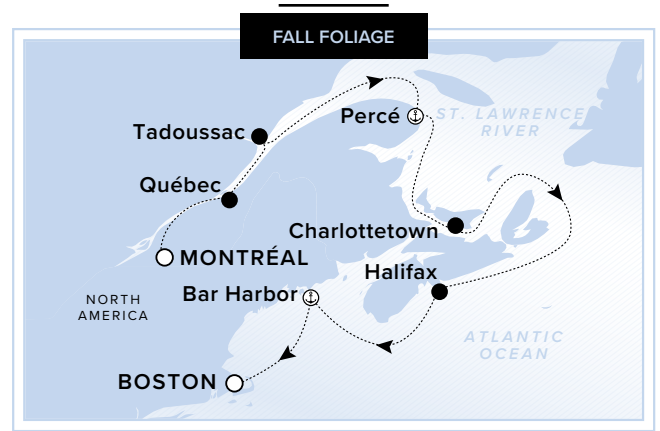 FALL FOLIAGE
Percé
ST. LAWRENCE
RIVER
Tadoussac
Québec
Charlottetown
MONTRÉAL
Halifax
Bar Harbor
NORTH
AMERICA
ATLANTIC
OCEAN
BOSTON